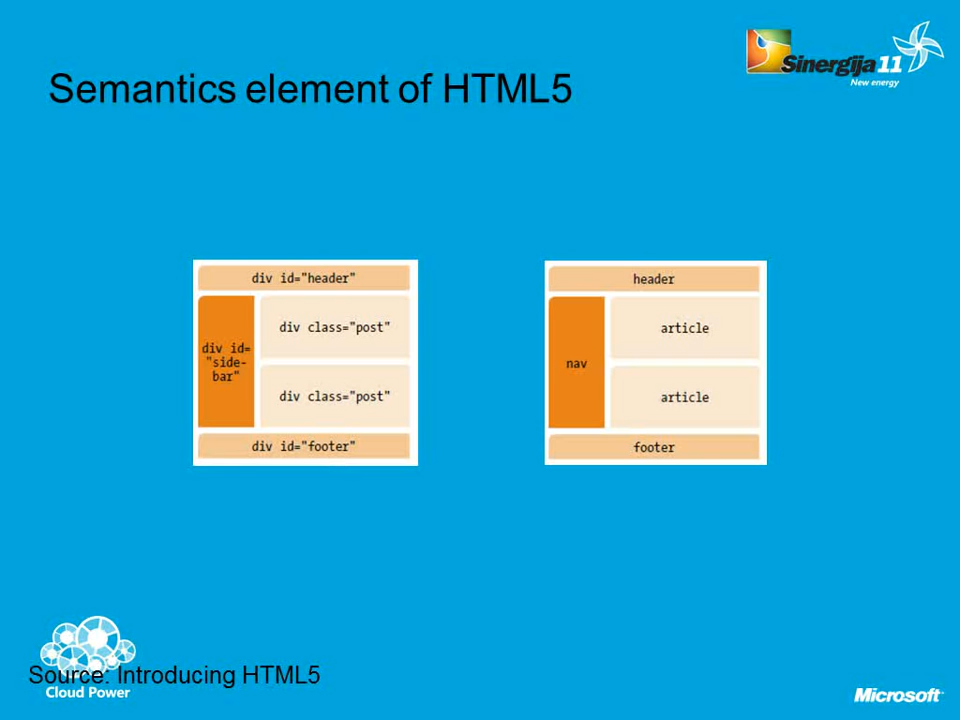 Sinergija 11
New energy
Semantics element of HTML5
div id="header"
div id=
"side-
bar"
div class="post"
div class="post"
div id="footer"
header
nav
article
article
footer
Source: Introducing HTML5
Cloud Power
Microsoft